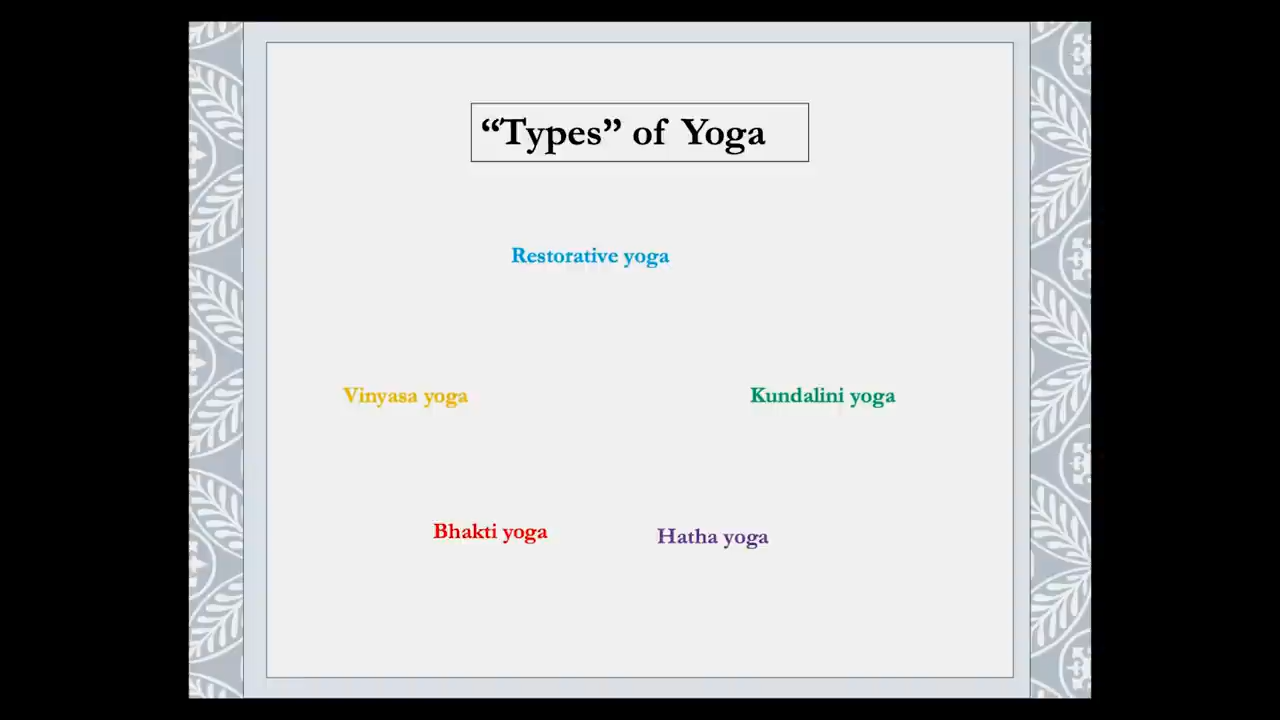 “Types” of Yoga
Restorative yoga
Vinyasa yoga
Kundalini yoga
Bhakti yoga
Hatha yoga